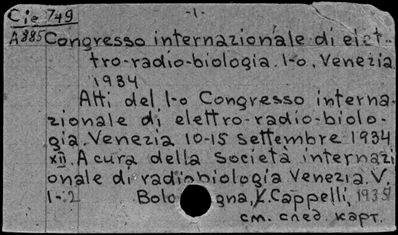 Cie 749 -1-
A885 Congresso internazionale di elet-
tro-radio-biologia. I-o. Venezia
1934
Atti del I-o Congresso interna-
zionale di elettro-radio-biolo-
gia. Venezia 10-15 settembre 1934
XII. A cura della Società internazi
onale di radiobiologia Venezia. V.
1-2 Bologna, L. Cappelli, 1935
см. след. карт.